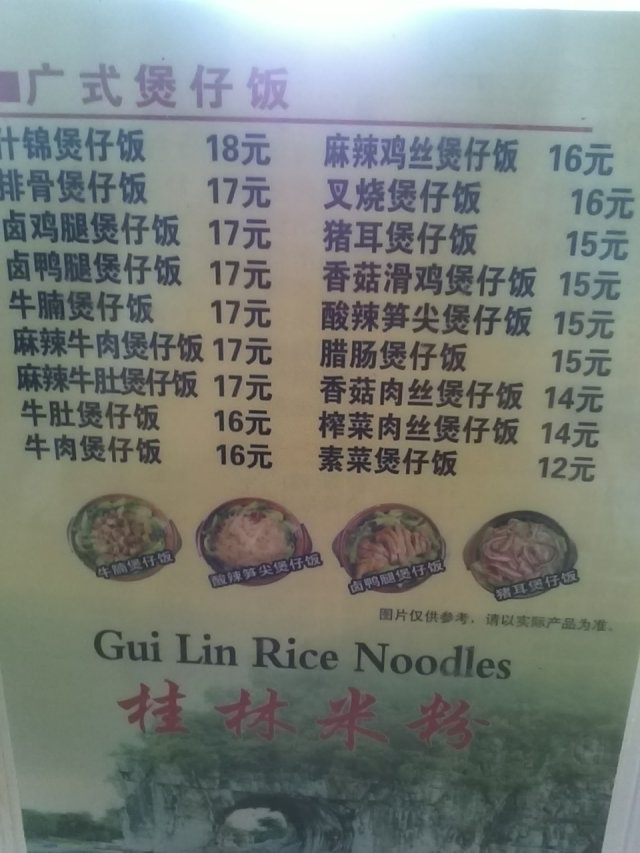 广式煲仔饭
什锦煲仔饭 18元
排骨煲仔饭 17元
卤鸡腿煲仔饭 17元
卤鸭腿煲仔饭 17元
牛腩煲仔饭 17元
麻辣牛肉煲仔饭 17元
麻辣牛肚煲仔饭 17元
牛肚煲仔饭 16元
牛肉煲仔饭 16元
麻辣鸡丝煲仔饭 16元
叉烧煲仔饭 16元
猪耳煲仔饭 15元
香菇滑鸡煲仔饭 15元
酸辣笋尖煲仔饭 15元
腊肠煲仔饭 15元
香菇肉丝煲仔饭 14元
榨菜肉丝煲仔饭 14元
素菜煲仔饭 12元
牛腩煲仔饭
酸辣笋尖煲仔饭
卤鸭腿煲仔饭
猪耳煲仔饭
图片仅供参考，请以实际产品为准。
Gui Lin Rice Noodles
桂林米粉